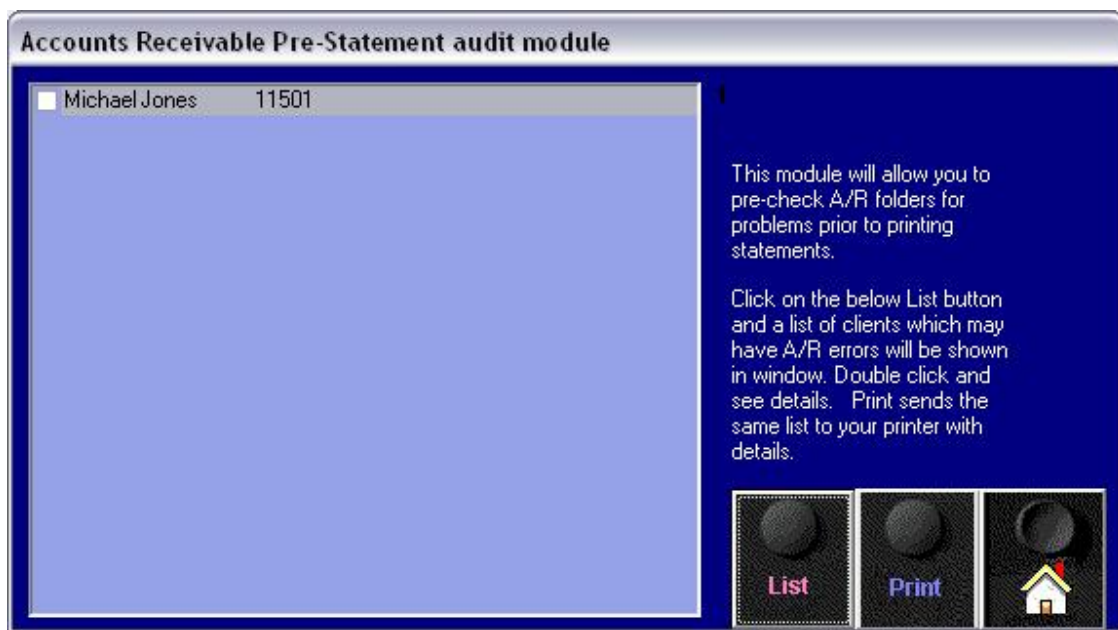 Accounts Receivable Pre-Statement audit module
Michael Jones 11501
This module will allow you to
pre-check A/R folders for
problems prior to printing
statements.
Click on the below List button
and a list of clients which may
have A/R errors will be shown
in window. Double click and
see details. Print sends the
same list to your printer with
details.
List
Print